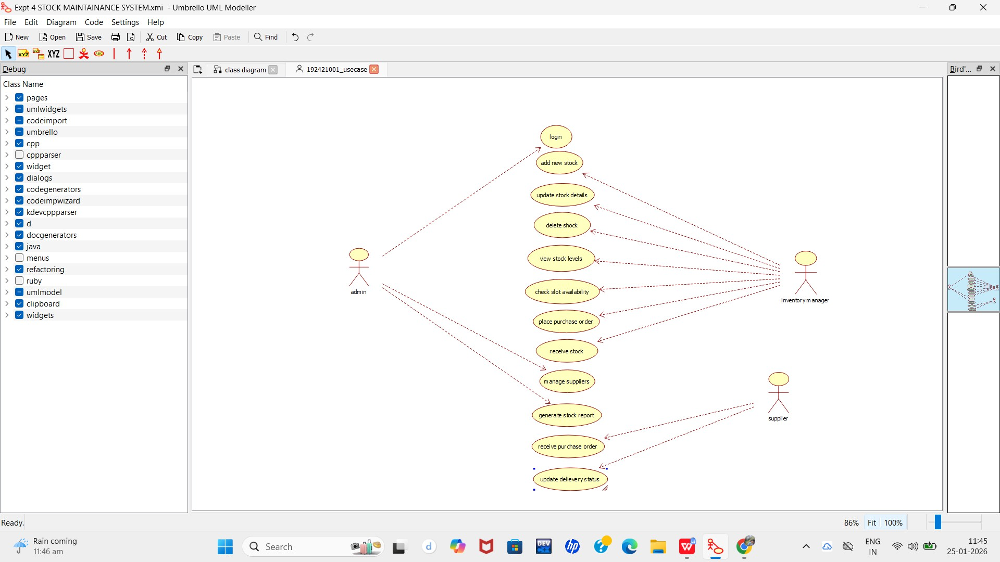 Expt 4 STOCK MAINTAINANCE SYSTEM.xmi - Umbrello UML Modeller
File Edit Diagram Code Settings Help
New Open Save Cut Copy Paste Find
XYZ XYZ XYZ ABC
Debug
class diagram
192421001_usecase
Bird'...
Class Name
pages
umlwidgets
codeimport
umbrello
cpp
cppparser
widget
dialogs
codegenerators
codeimpwizard
kdevcppparser
d
docgenerators
java
menus
refactoring
ruby
umlmodel
clipboard
widgets
login
add new stock
update stock details
delete shock
view stock levels
check slot availability
place purchase order
receive stock
manage suppliers
generate stock report
receive purchase order
update delievery status
admin
inventory manager
supplier
Ready.
86% Fit 100%
Rain coming
11:46 am
Search
d
DEV
hp
W
ENG
IN
11:45
25-01-2026